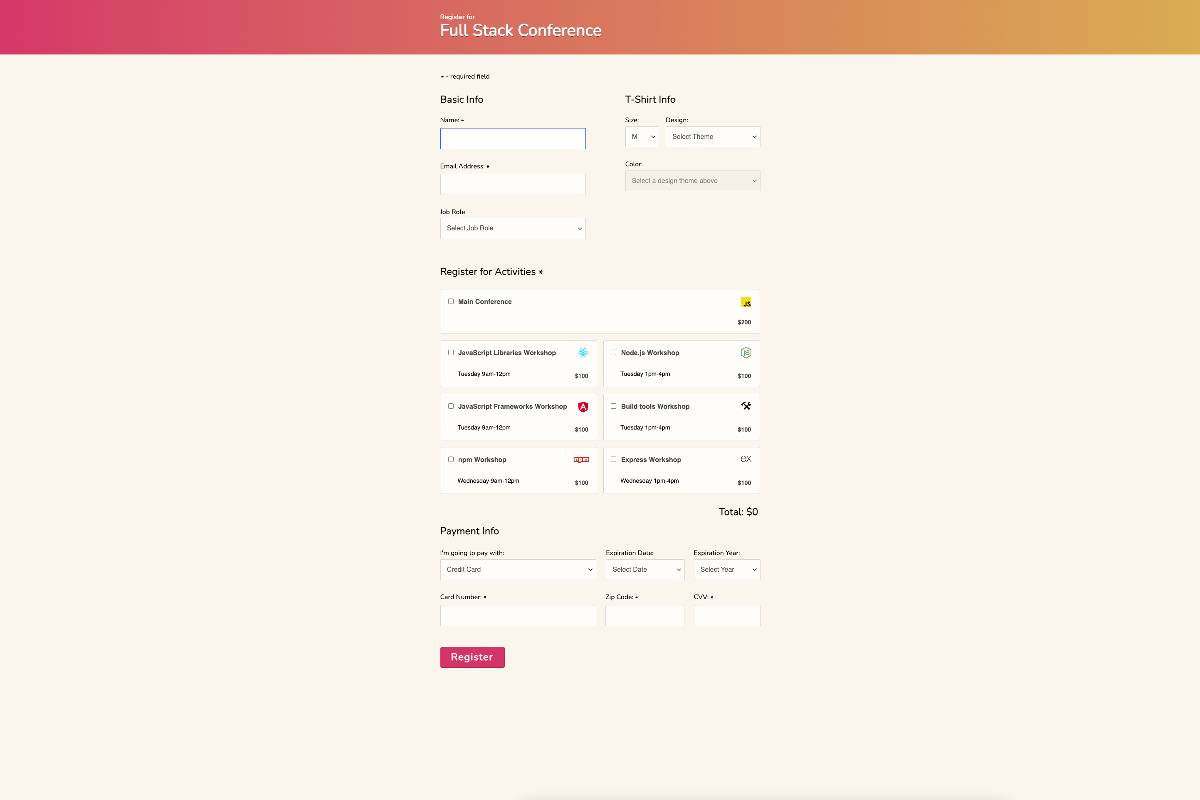 Register for
Full Stack Conference
* - required field
Basic Info
T-Shirt Info
Name: *
Size:
Design:
M
Select Theme
Email Address: *
Color:
Select a design theme above
Job Role
Select Job Role
Register for Activities *
Main Conference
JS
$200
JavaScript Libraries Workshop
Tuesday 9am-12pm
$100
Node.js Workshop
Tuesday 1pm-4pm
$100
JavaScript Frameworks Workshop
A
Tuesday 9am-12pm
$100
Build tools Workshop
Tuesday 1pm-4pm
$100
npm Workshop
npm
Wednesday 9am-12pm
$100
Express Workshop
ex
Wednesday 1pm-4pm
$100
Total: $0
Payment Info
I'm going to pay with:
Expiration Date:
Expiration Year:
Credit Card
Select Date
Select Year
Card Number: *
Zip Code: *
CVV: *
Register